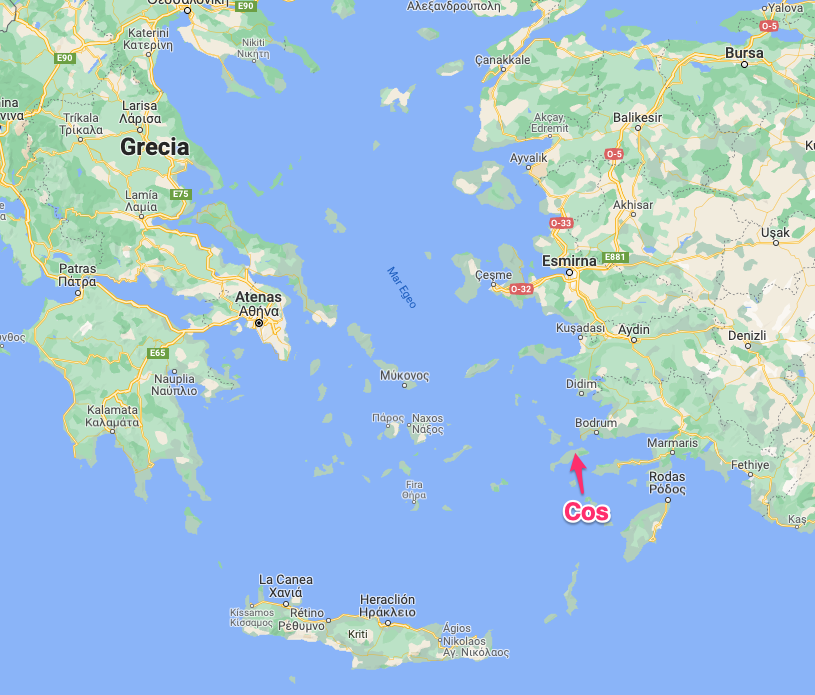 Θεσσαλονίκη
E90
Αλεξανδρούπολη
Yalova
O-5
Katerini
Κατερίνη
Nikiti
Νικήτη
E90
Bursa
Çanakkale
Larisa
Λάρισα
Tríkala
Τρίκαλα
Grecia
Akçay,
Edremit
Balikesir
O-5
Ayvalık
E75
Lamía
Λαμία
Akhisar
O-33
Uşak
E881
Esmirna
Patras
Πάτρα
Mar Egeo
Çeşme
O-32
Atenas
Αθήνα
Kuşadası
Aydin
Denizli
E65
Nauplia
Ναύπλιο
Μύκονος
Didim
Kalamata
Καλαμάτα
Πάρος
Naxos
Νάξος
Bodrum
Marmaris
Fethiye
Rodas
Ρόδος
Fira
Θήρα
Cos
Kaş
La Canea
Χανιά
Kissamos
Κίσσαμος
Rétino
Ρέθυμνο
Heraclión
Ηράκλειο
Kriti
Ágios
Nikolaos
Αγ. Νικόλαος